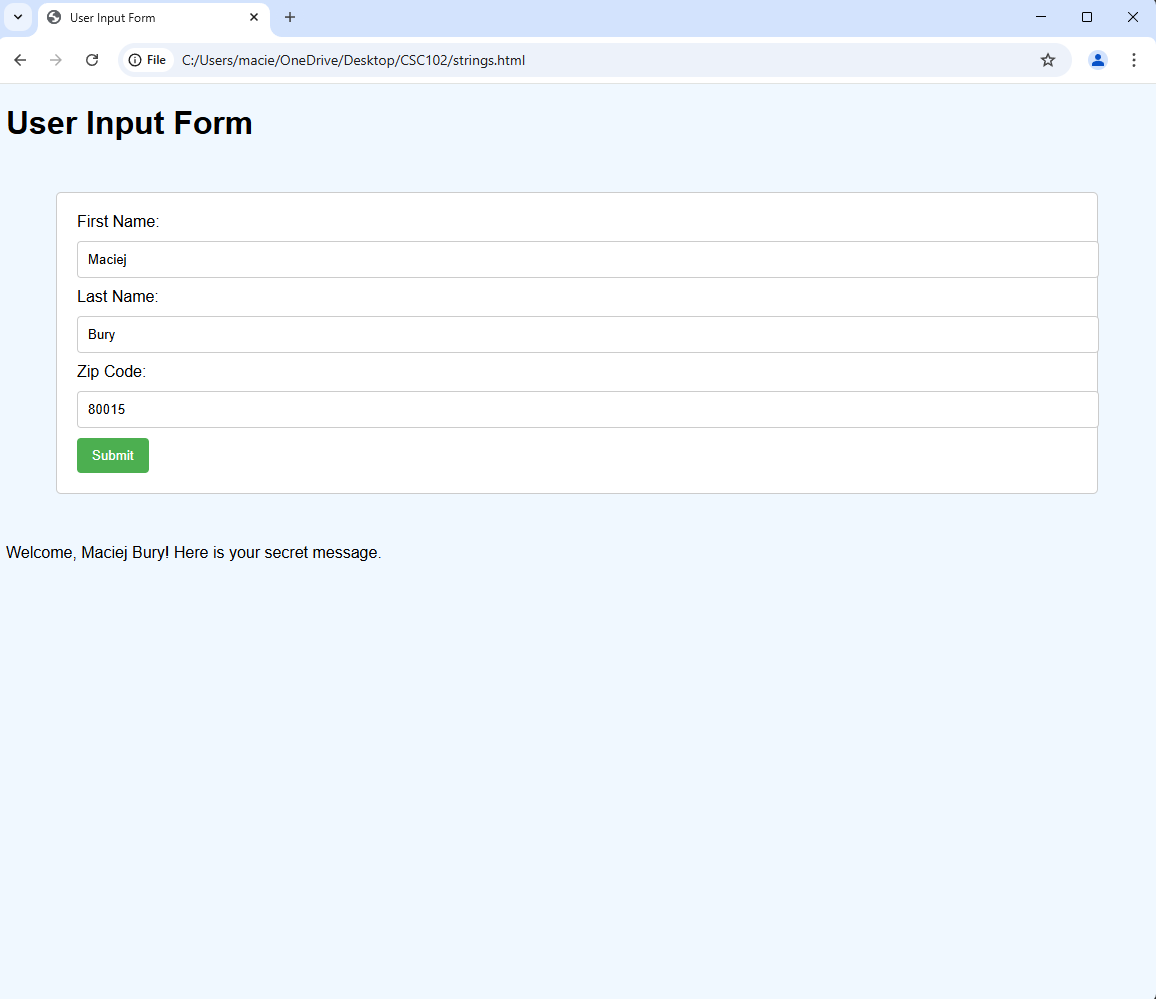 User Input Form
File C:/Users/macie/OneDrive/Desktop/CSC102/strings.html
User Input Form
First Name:
Maciej
Last Name:
Bury
Zip Code:
80015
Submit
Welcome, Maciej Bury! Here is your secret message.